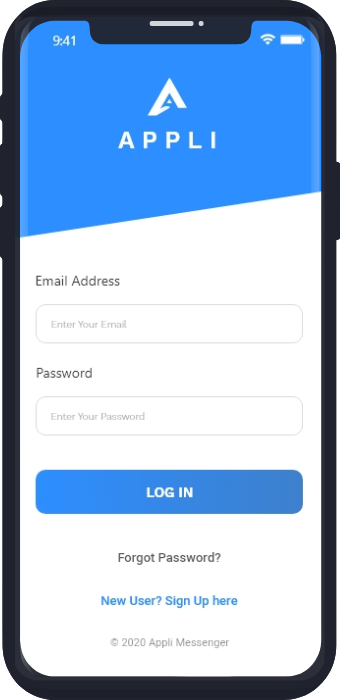 9:41
APPLI
Email Address
Enter Your Email
Password
Enter Your Password
LOG IN
Forgot Password?
New User? Sign Up here
© 2020 Appli Messenger